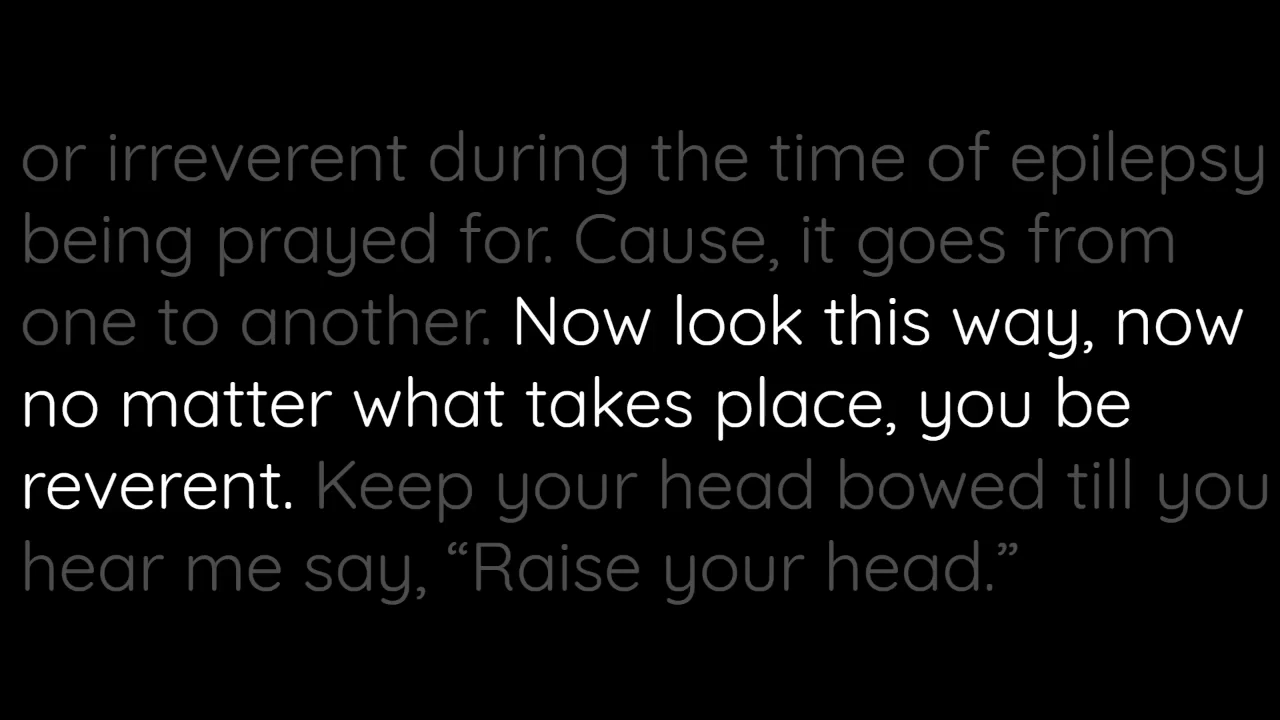 or irreverent during the time of epilepsy
being prayed for. Cause, it goes from
one to another. Now look this way, now
no matter what takes place, you be
reverent. Keep your head bowed till you
hear me say, “Raise your head.”